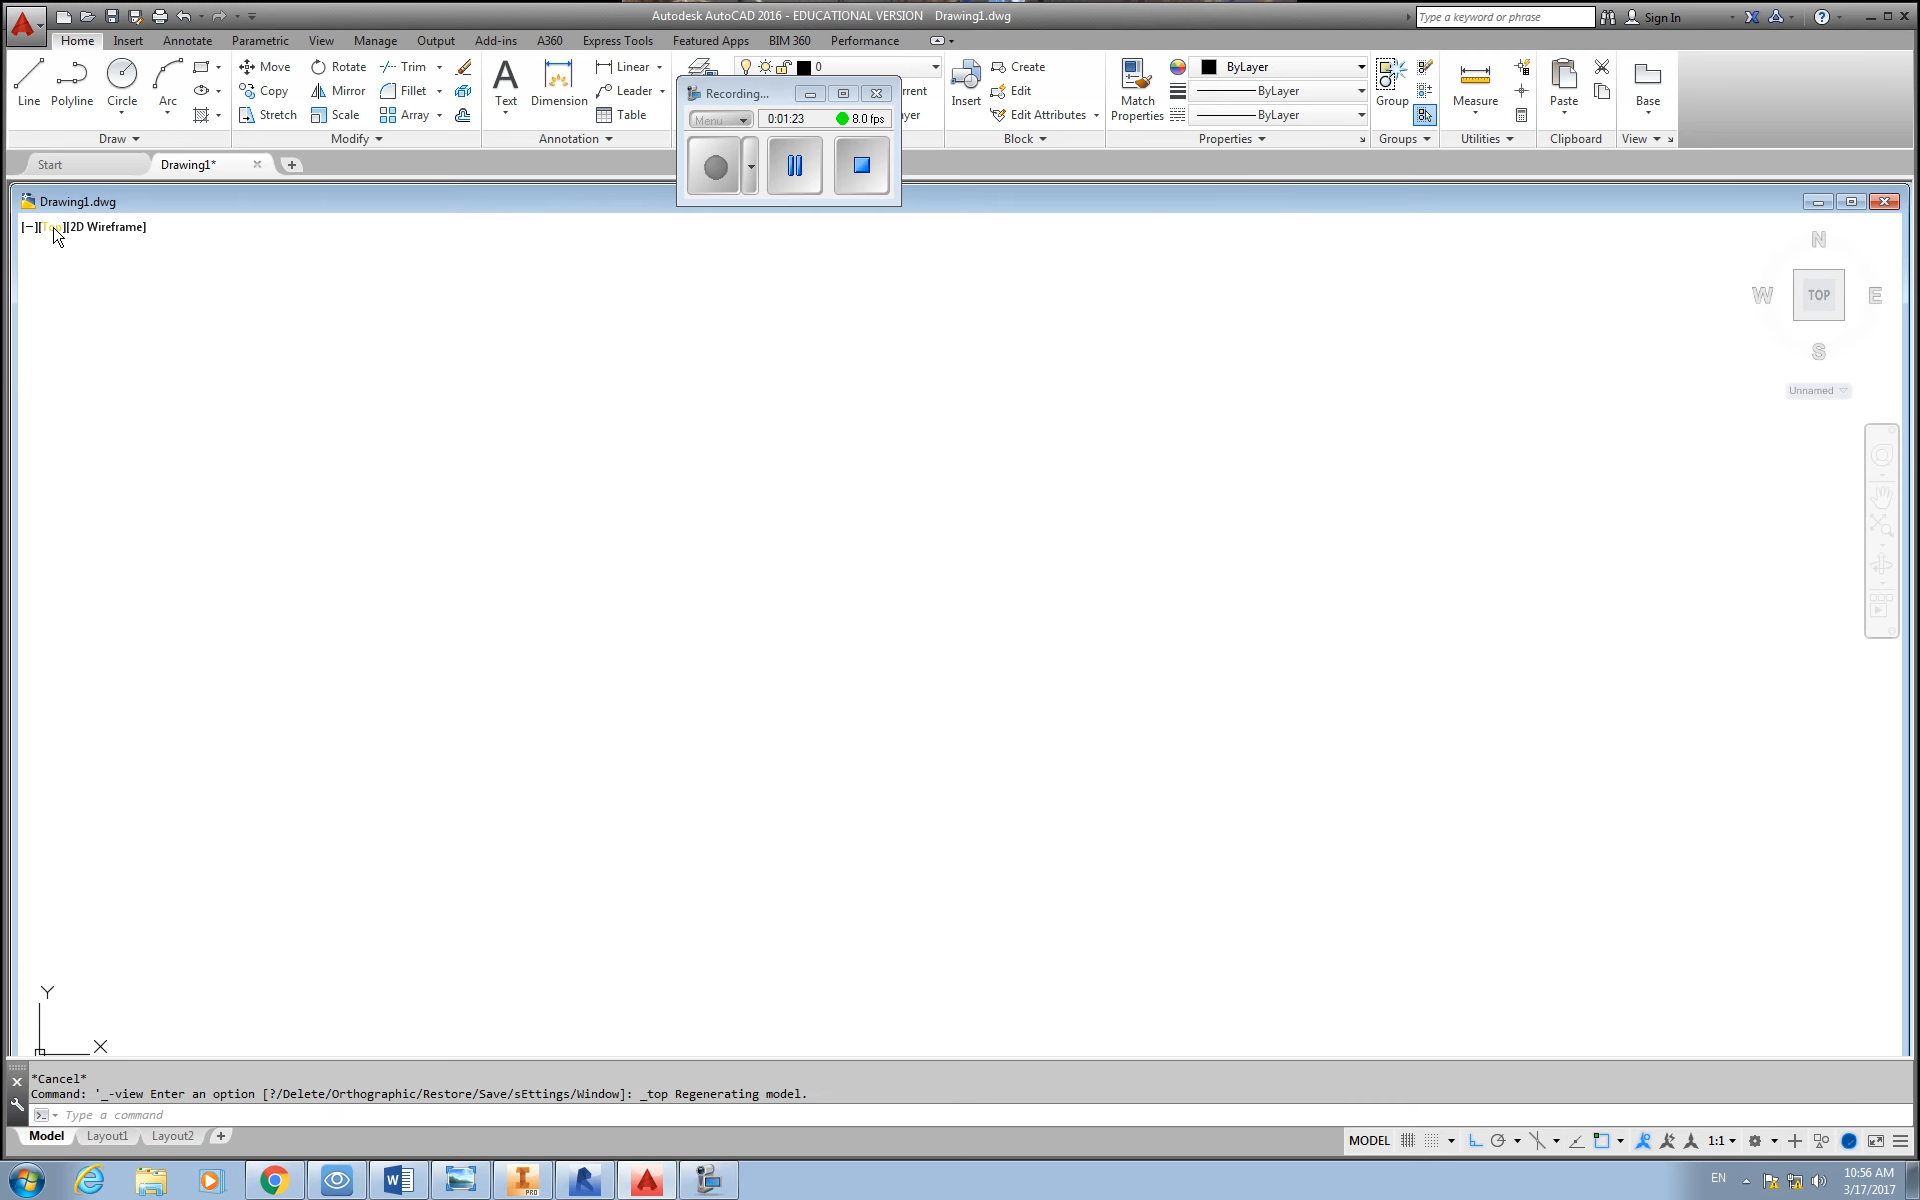 Autodesk AutoCAD 2016 - EDUCATIONAL VERSION Drawing1.dwg
Type a keyword or phrase
Sign In
Home Insert Annotate Parametric View Manage Output Add-ins A360 Express Tools Featured Apps BIM 360 Performance
Line Polyline Circle Arc
Move Rotate Trim
Copy Mirror Fillet
Stretch Scale Array
Text Dimension
Linear
Leader
Table
0
Insert
Create
Edit
Edit Attributes
Match
Properties
ByLayer
ByLayer
ByLayer
Group
Measure
Paste
Base
Draw Modify Annotation Block Properties Groups Utilities Clipboard View
Recording...
Menu 0:01:23 8.0 fps
Start Drawing1*
Drawing1.dwg
[−][Top][2D Wireframe]
N
W TOP E
S
Unnamed
Y
X
*Cancel*
Command: '_-view Enter an option [?/Delete/Orthographic/Restore/Save/sEttings/Window]: _top Regenerating model.
Type a command
Model Layout1 Layout2
MODEL 1:1
EN
10:56 AM
3/17/2017